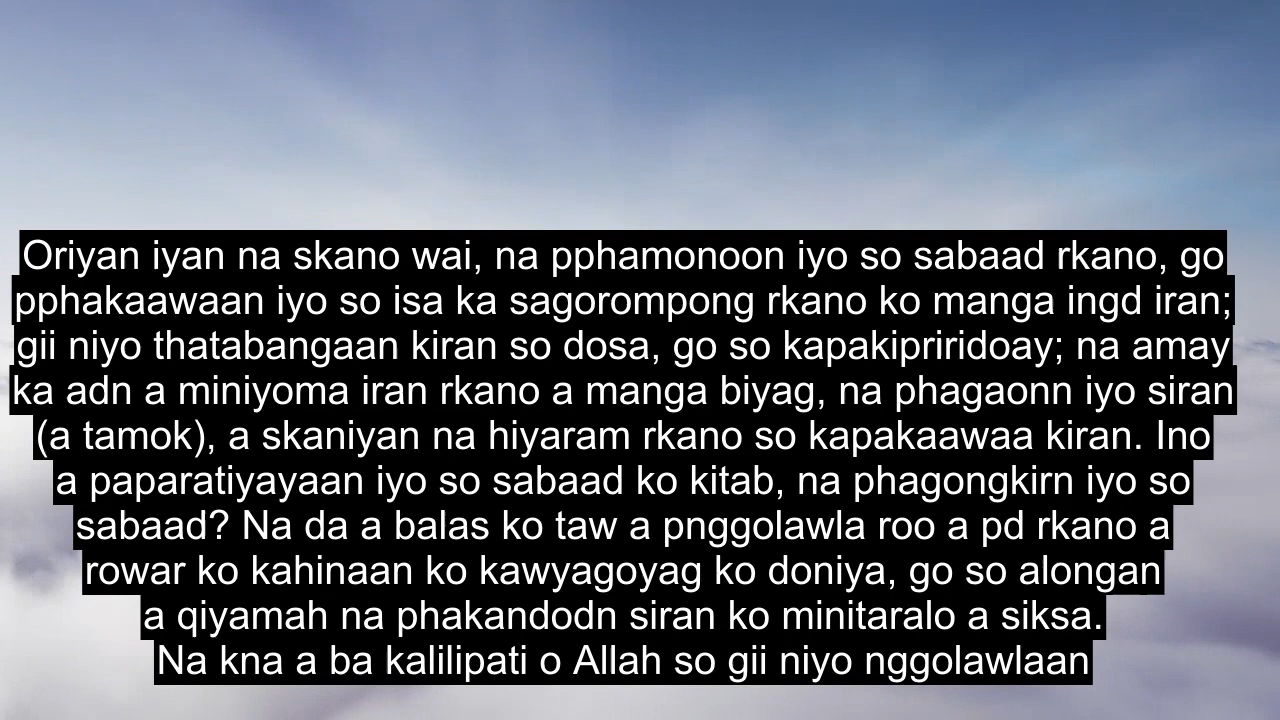 Oriyan iyan na skano wai, na pphamonoon iyo so sabaad rkano, go
pphakaawaan iyo so isa ka sagorompong rkano ko manga ingd iran;
gii niyo thatabangaan kiran so dosa, go so kapakipriridoay; na amay
ka adn a miniyoma iran rkano a manga biyag, na phagaonn iyo siran
(a tamok), a skaniyan na hiyaram rkano so kapakaawaa kiran. Ino
a paparatiyayaan iyo so sabaad ko kitab, na phagongkirn iyo so
sabaad? Na da a balas ko taw a pnggolawla roo a pd rkano a
rowar ko kahinaan ko kawyagoyag ko doniya, go so alongan
a qiyamah na phakandodn siran ko minitaralo a siksa.
Na kna a ba kalilipati o Allah so gii niyo nggolawlaan